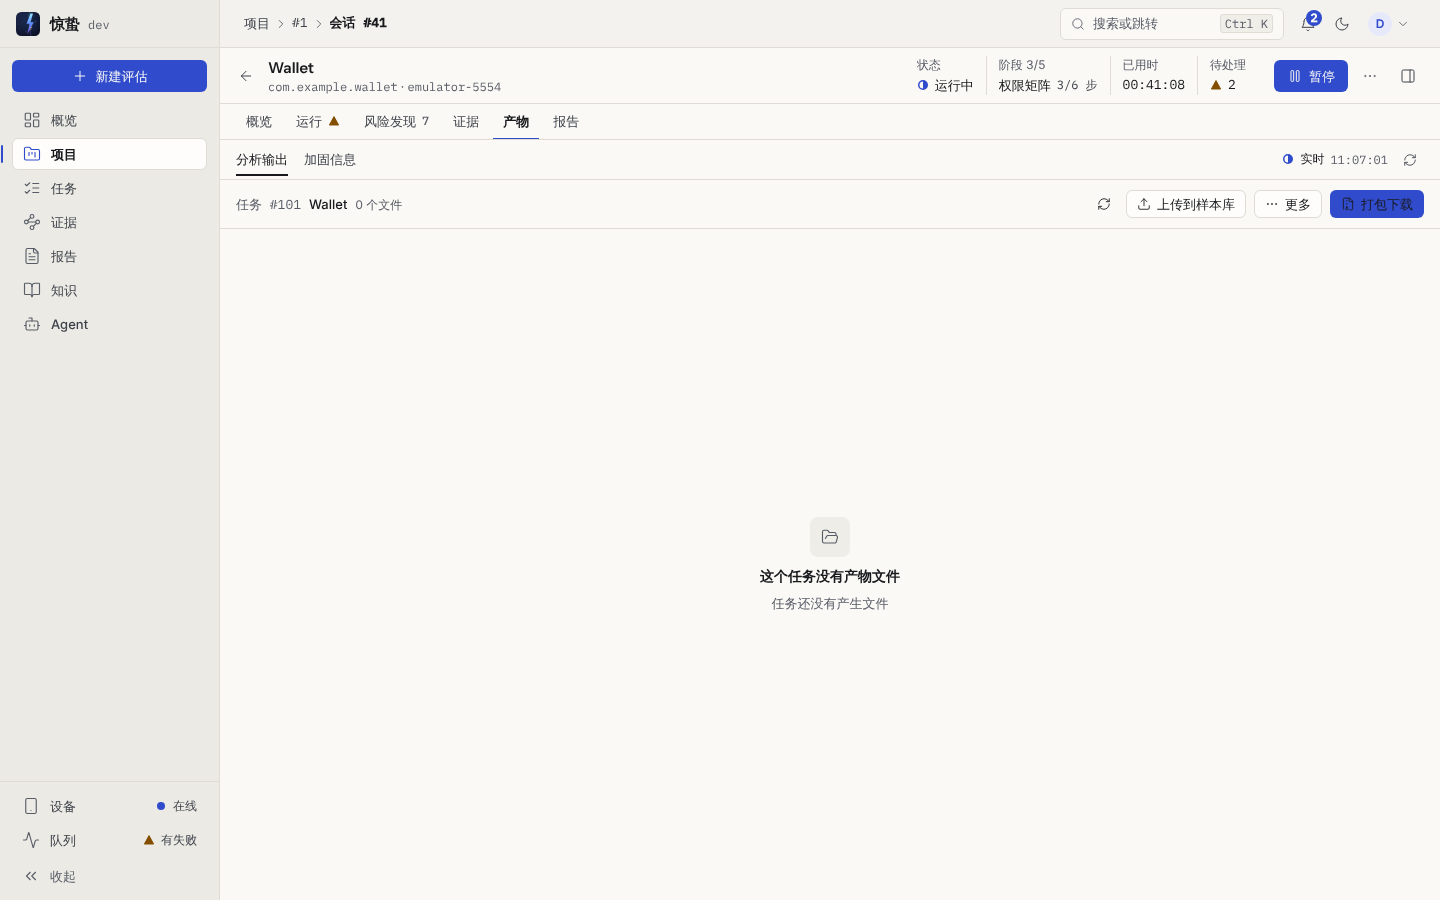 惊蛰 dev
项目 #1 会话 #41
搜索或跳转 Ctrl K
2
D
新建评估
概览
项目
任务
证据
报告
知识
Agent
Wallet
com.example.wallet · emulator-5554
状态
运行中
阶段 3/5
权限矩阵 3/6 步
已用时
00:41:08
待处理
2
暂停
概览 运行 风险发现 7 证据 产物 报告
分析输出 加固信息
实时 11:07:01
任务 #101 Wallet 0 个文件
上传到样本库 更多 打包下载
这个任务没有产物文件
任务还没有产生文件
设备 在线
队列 有失败
收起